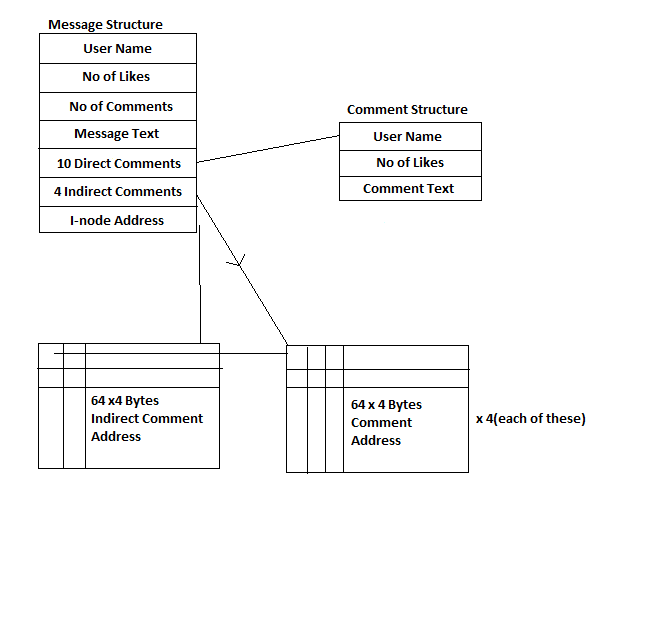 Message Structure
User Name
No of Likes
No of Comments
Message Text
10 Direct Comments
4 Indirect Comments
I-node Address
Comment Structure
User Name
No of Likes
Comment Text
64 x4 Bytes
Indirect Comment
Address
64 x 4 Bytes
Comment
Address
x 4(each of these)